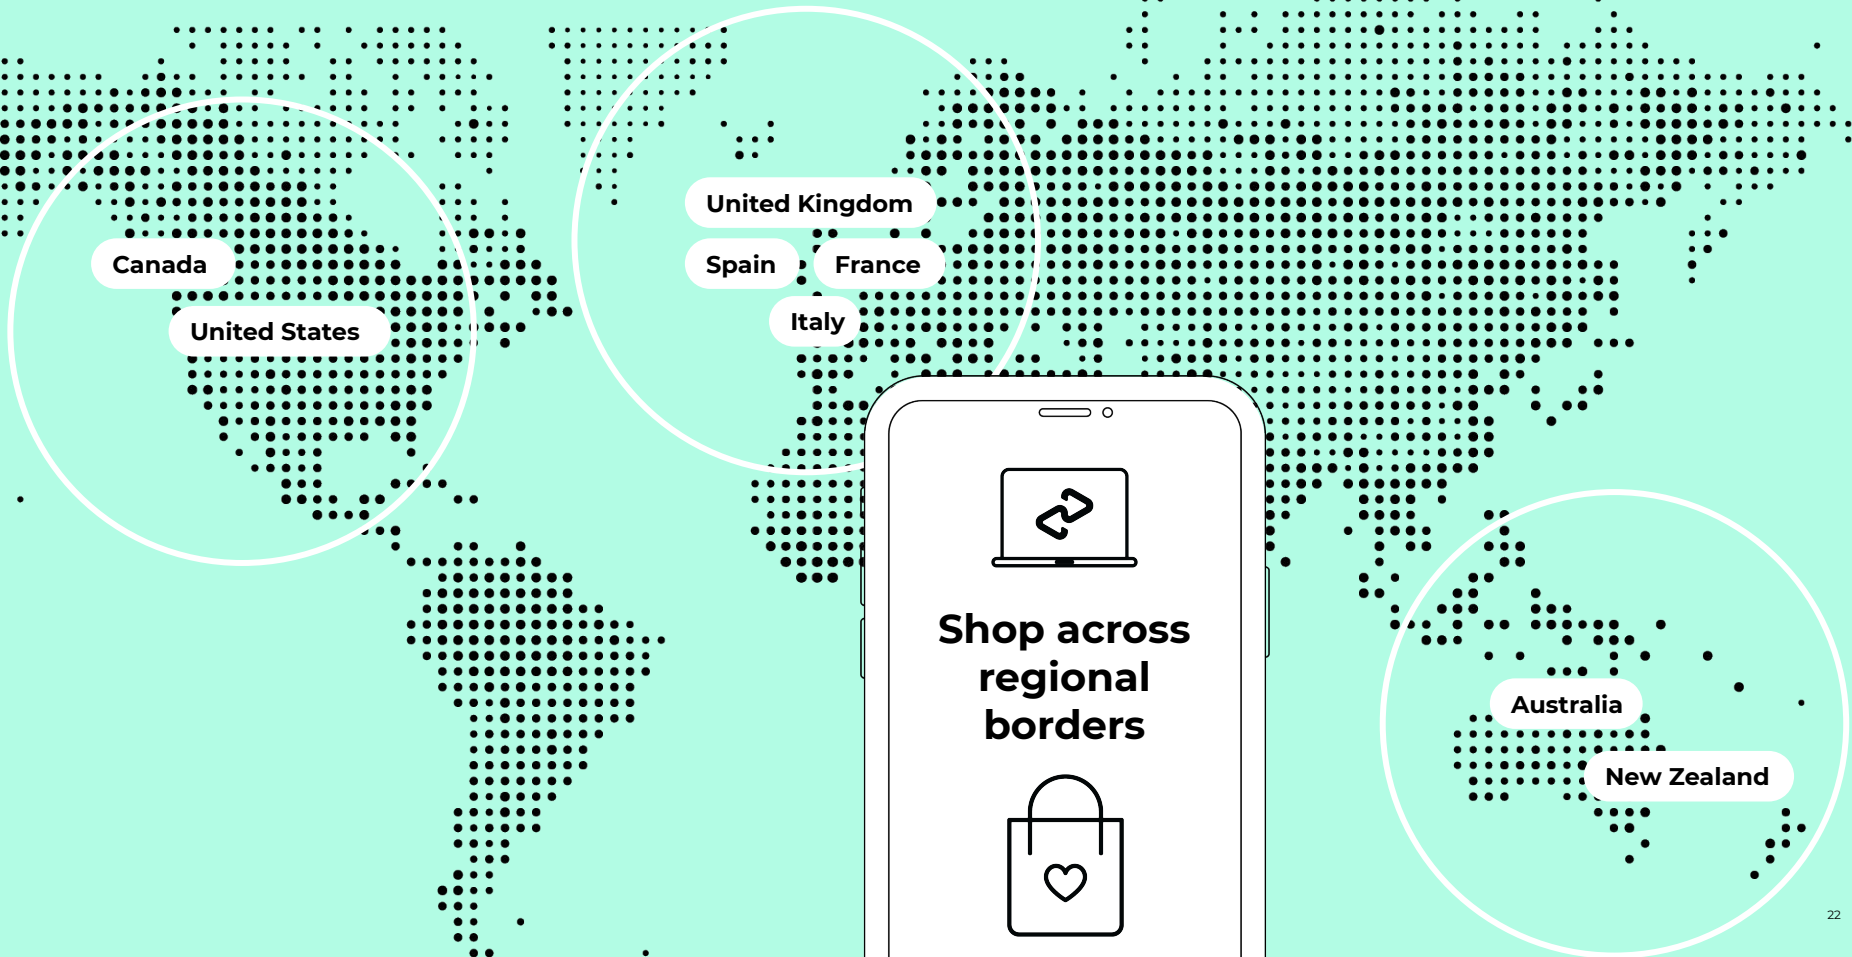 Canada
United States
United Kingdom
Spain
France
Italy
Shop across
regional
borders
Australia
New Zealand
22